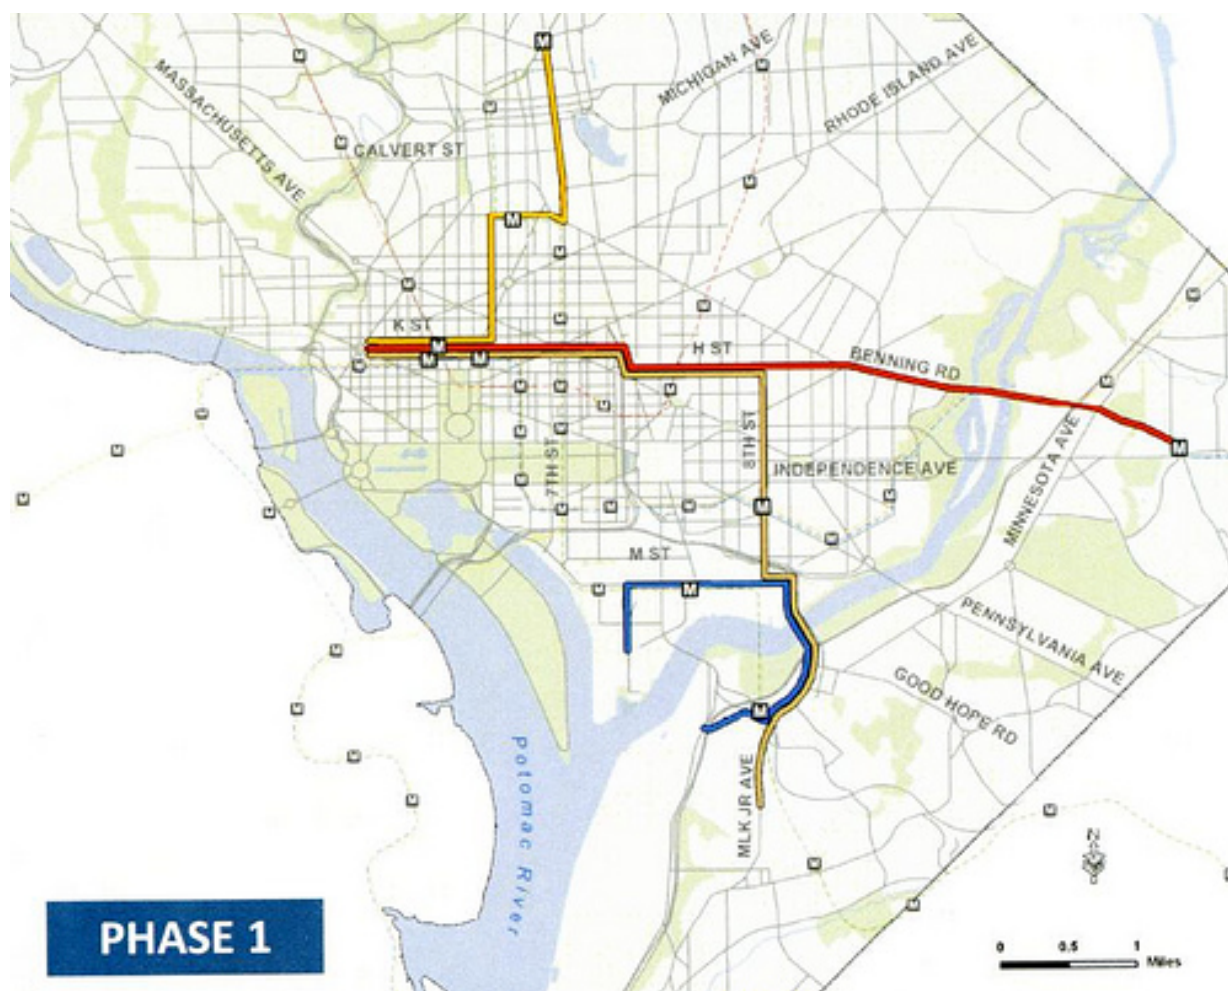 M
MICHIGAN AVE
RHODE ISLAND AVE
MASSACHUSETTS AVE
CALVERT ST
M
K ST
M
H ST
M
M
BENNING RD
8TH ST
7TH ST
M
INDEPENDENCE AVE
MINNESOTA AVE
M
M ST
M
PENNSYLVANIA AVE
GOOD HOPE RD
M
MLK JR AVE
Potomac River
N
PHASE 1
0 0.5 1
Miles